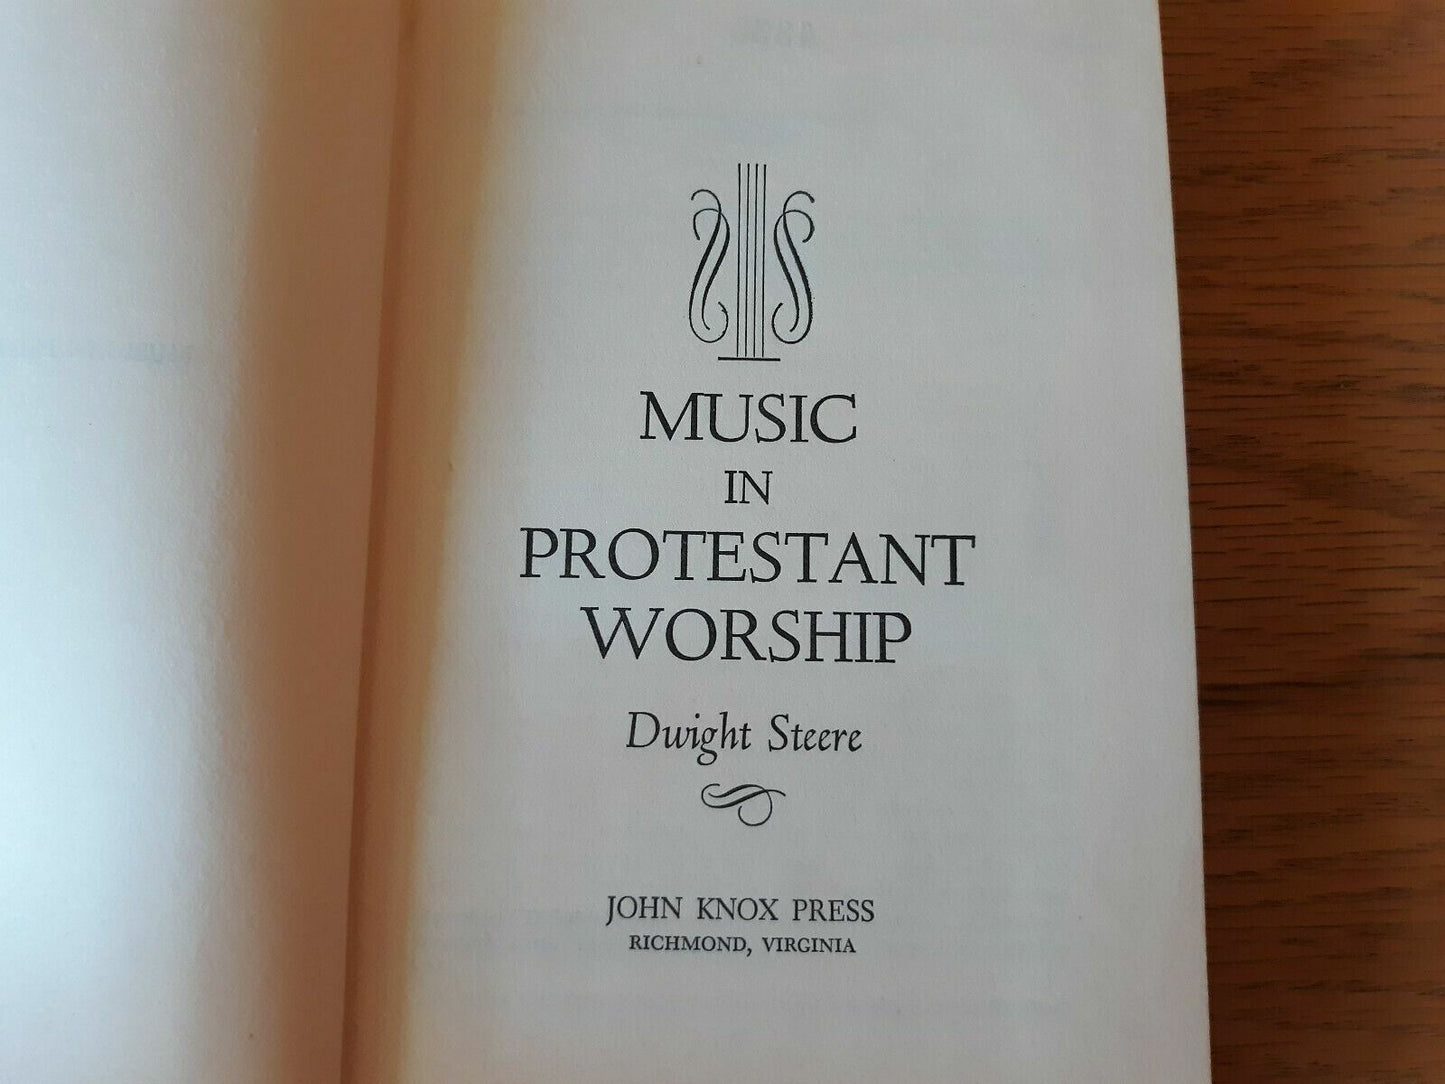 MUSIC
IN
PROTESTANT
WORSHIP
Dwight Steere
JOHN KNOX PRESS
RICHMOND, VIRGINIA